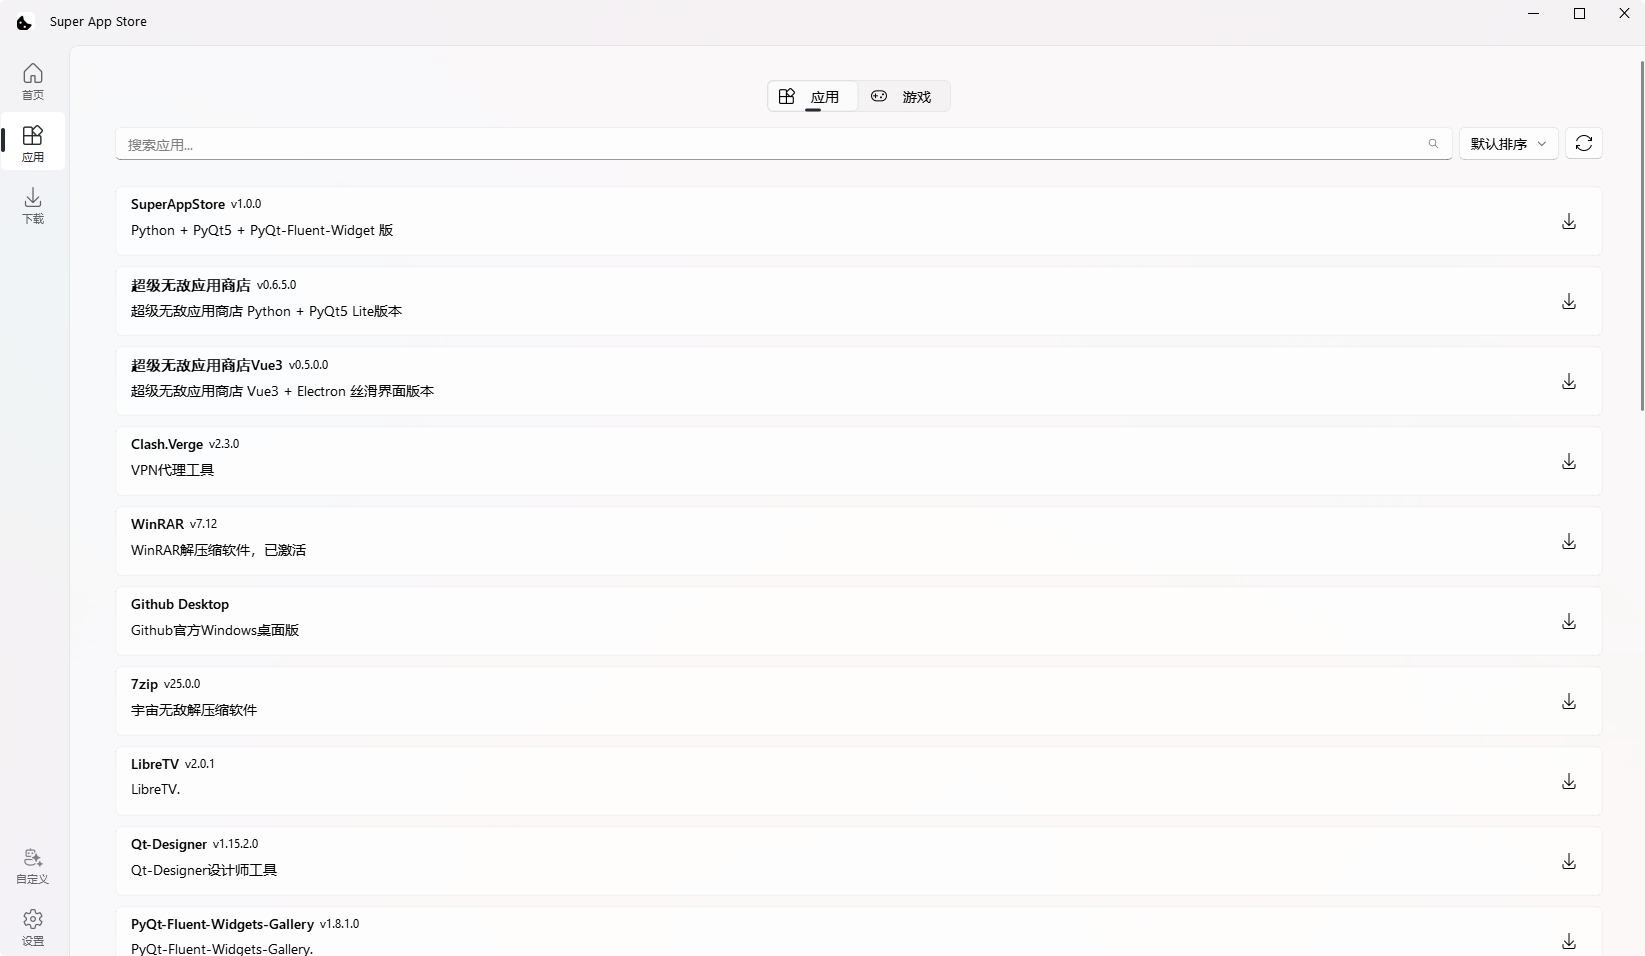 Super App Store
首页
应用
下载
自定义
设置
应用
游戏
搜索应用...
默认排序
SuperAppStore v1.0.0
Python + PyQt5 + PyQt-Fluent-Widget 版
超级无敌应用商店 v0.6.5.0
超级无敌应用商店 Python + PyQt5 Lite版本
超级无敌应用商店Vue3 v0.5.0.0
超级无敌应用商店 Vue3 + Electron 丝滑界面版本
Clash.Verge v2.3.0
VPN代理工具
WinRAR v7.12
WinRAR解压缩软件，已激活
Github Desktop
Github官方Windows桌面版
7zip v25.0.0
宇宙无敌解压缩软件
LibreTV v2.0.1
LibreTV.
Qt-Designer v1.15.2.0
Qt-Designer设计师工具
PyQt-Fluent-Widgets-Gallery v1.8.1.0
PyQt-Fluent-Widgets-Gallery.